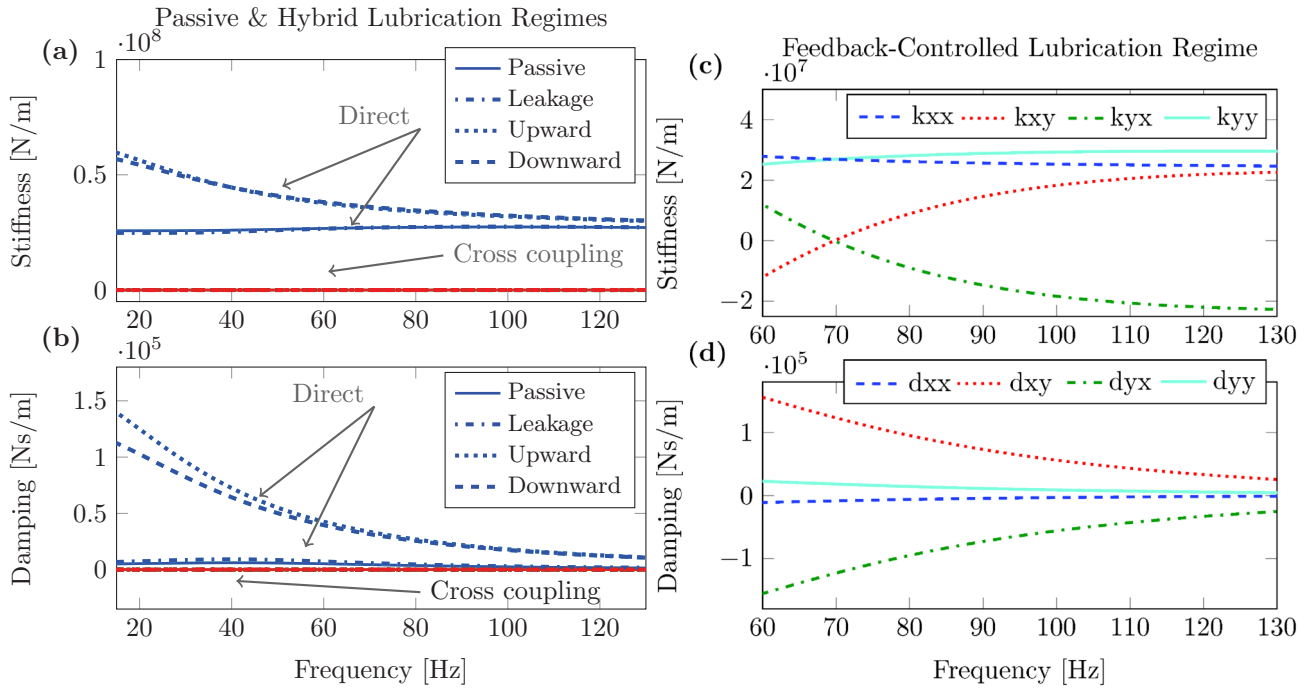 Passive & Hybrid Lubrication Regimes
(a)
·10^8
1
0.5
0
Stiffness [N/m]
Direct
Cross coupling
Passive
Leakage
Upward
Downward
20 40 60 80 100 120
(b)
·10^5
1.5
1
0.5
0
Damping [Ns/m]
Direct
Cross coupling
Passive
Leakage
Upward
Downward
20 40 60 80 100 120
Frequency [Hz]
Feedback-Controlled Lubrication Regime
(c)
·10^7
4
2
0
−2
Stiffness [N/m]
kxx kxy kyx kyy
60 70 80 90 100 110 120 130
(d)
·10^5
1
0
−1
Damping [Ns/m]
dxx dxy dyx dyy
60 70 80 90 100 110 120 130
Frequency [Hz]